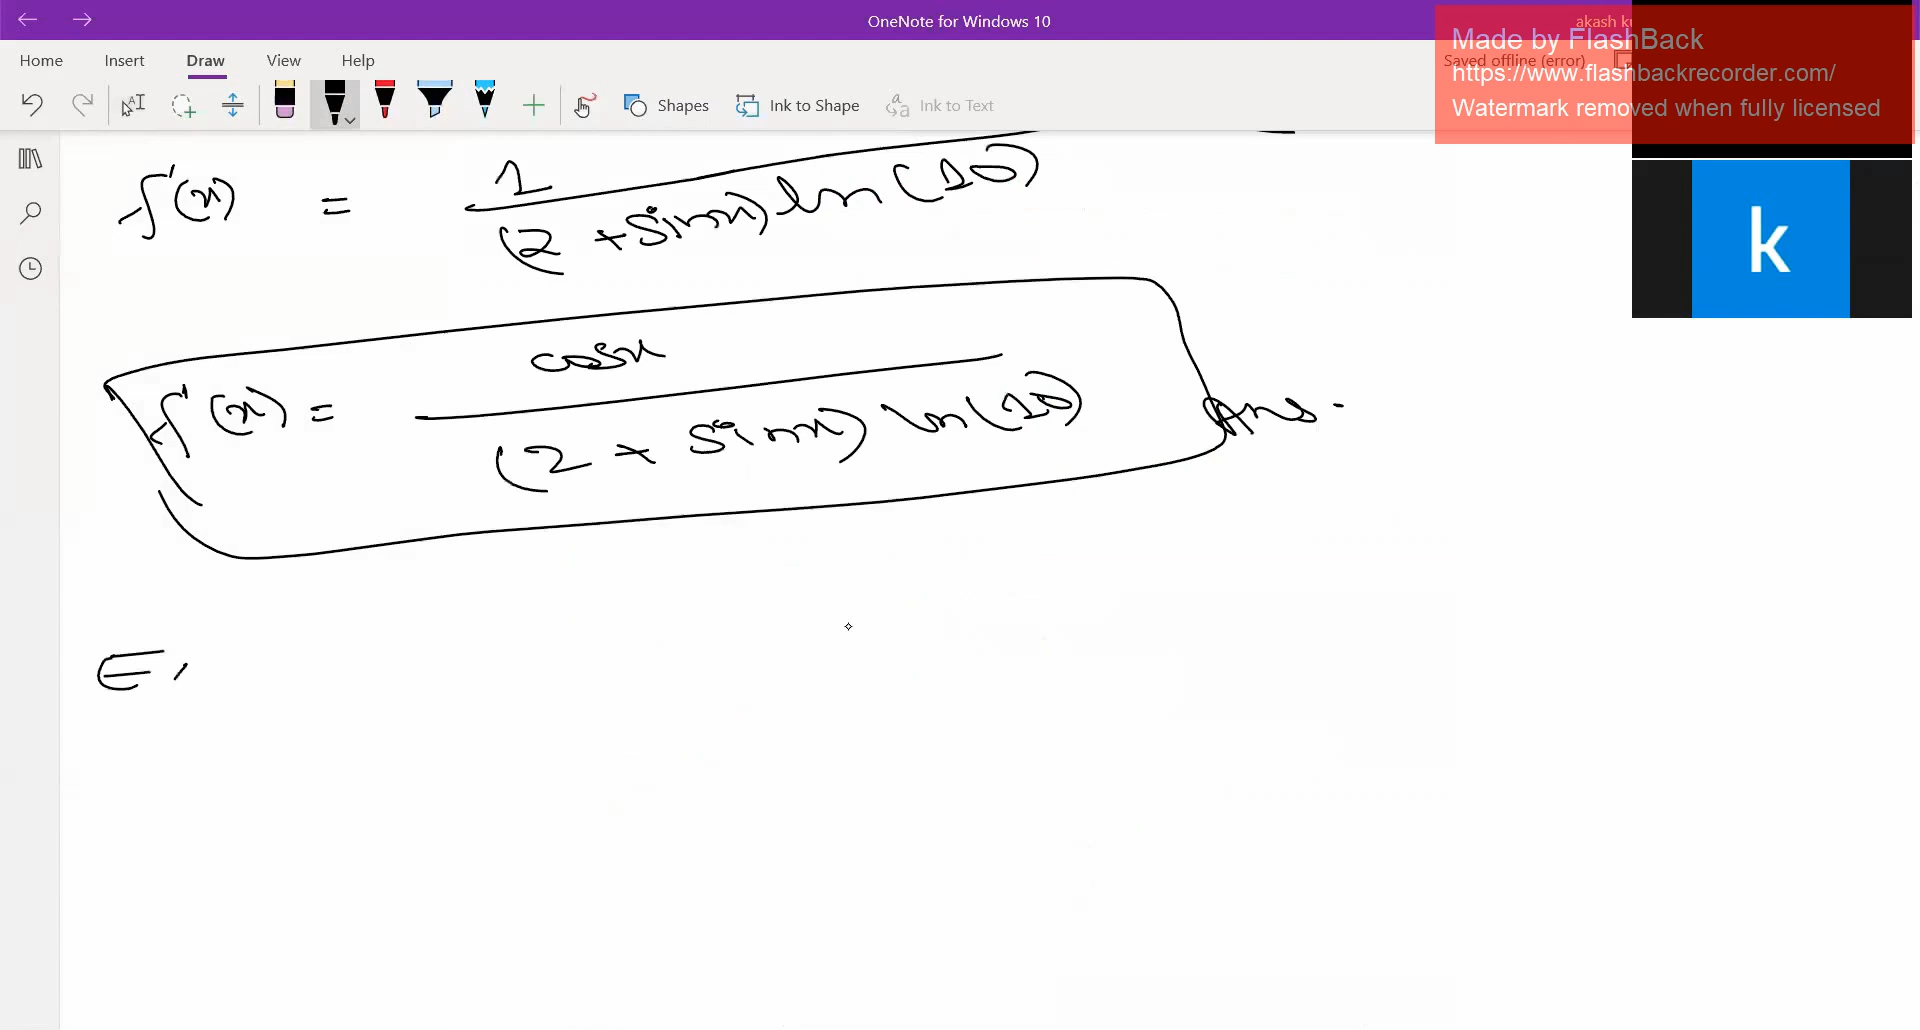 OneNote for Windows 10
akash k
Made by FlashBack
Saved offline (error)
https://www.flashbackrecorder.com/
Watermark removed when fully licensed
Home Insert Draw View Help
Shapes Ink to Shape Ink to Text
f'(x) = 1 / (2 + sinx) ln(10)
k
f'(x) = cosx / (2 + sinx) ln(10) Ans.
E